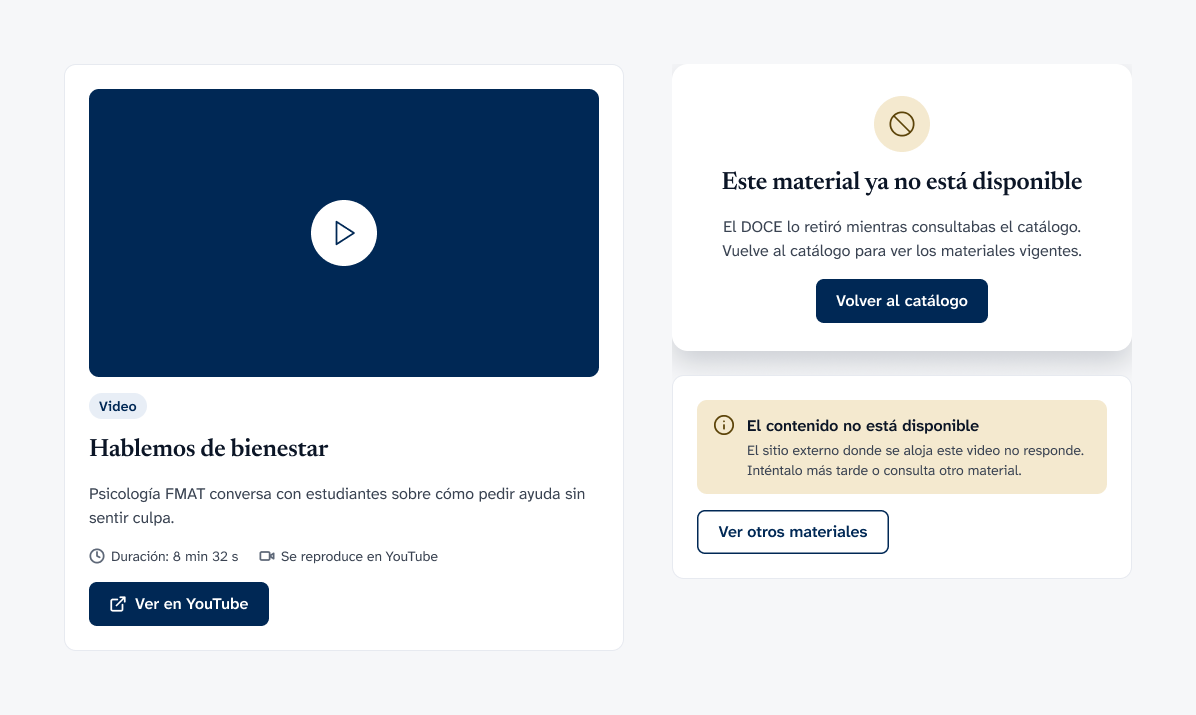 Video
Hablemos de bienestar
Psicología FMAT conversa con estudiantes sobre cómo pedir ayuda sin
sentir culpa.
Duración: 8 min 32 s
Se reproduce en YouTube
Ver en YouTube
Este material ya no está disponible
El DOCE lo retiró mientras consultabas el catálogo.
Vuelve al catálogo para ver los materiales vigentes.
Volver al catálogo
El contenido no está disponible
El sitio externo donde se aloja este video no responde.
Inténtalo más tarde o consulta otro material.
Ver otros materiales